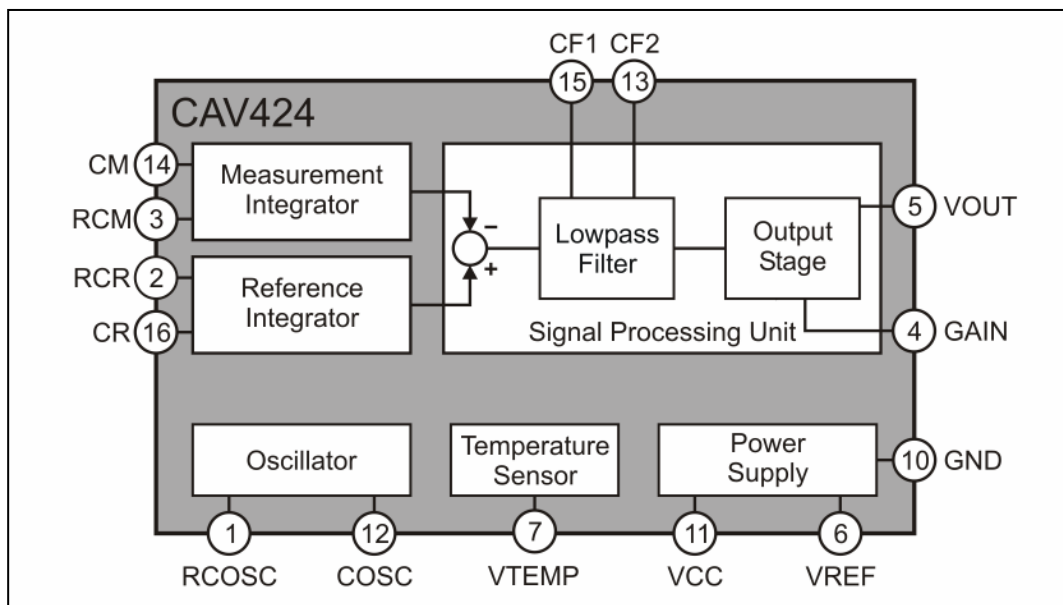 CF1 CF2
15 13
CAV424
CM 14
RCM 3
RCR 2
CR 16
Measurement
Integrator
Reference
Integrator
−
+
Lowpass
Filter
Output
Stage
Signal Processing Unit
5 VOUT
4 GAIN
Oscillator
Temperature
Sensor
Power
Supply
10 GND
1 12 7 11 6
RCOSC COSC VTEMP VCC VREF